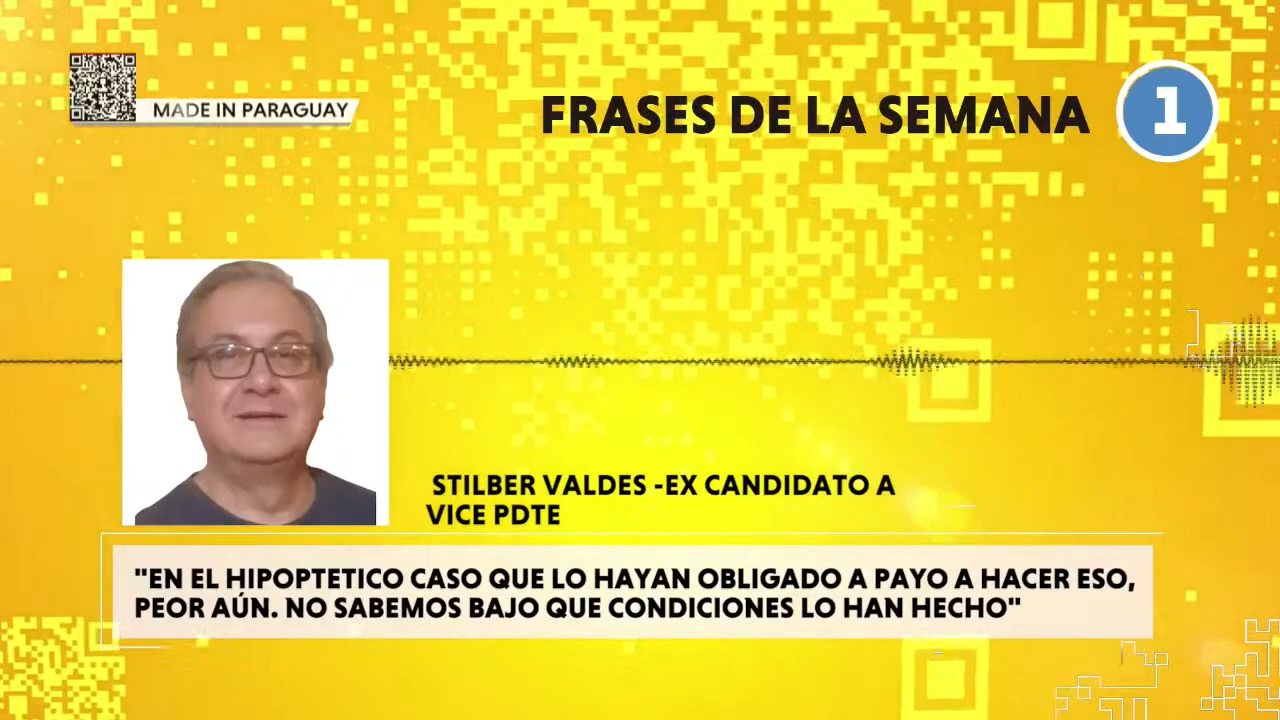 MADE IN PARAGUAY
FRASES DE LA SEMANA
1
STILBER VALDES -EX CANDIDATO A
VICE PDTE
"EN EL HIPOPTETICO CASO QUE LO HAYAN OBLIGADO A PAYO A HACER ESO,
PEOR AÚN. NO SABEMOS BAJO QUE CONDICIONES LO HAN HECHO"